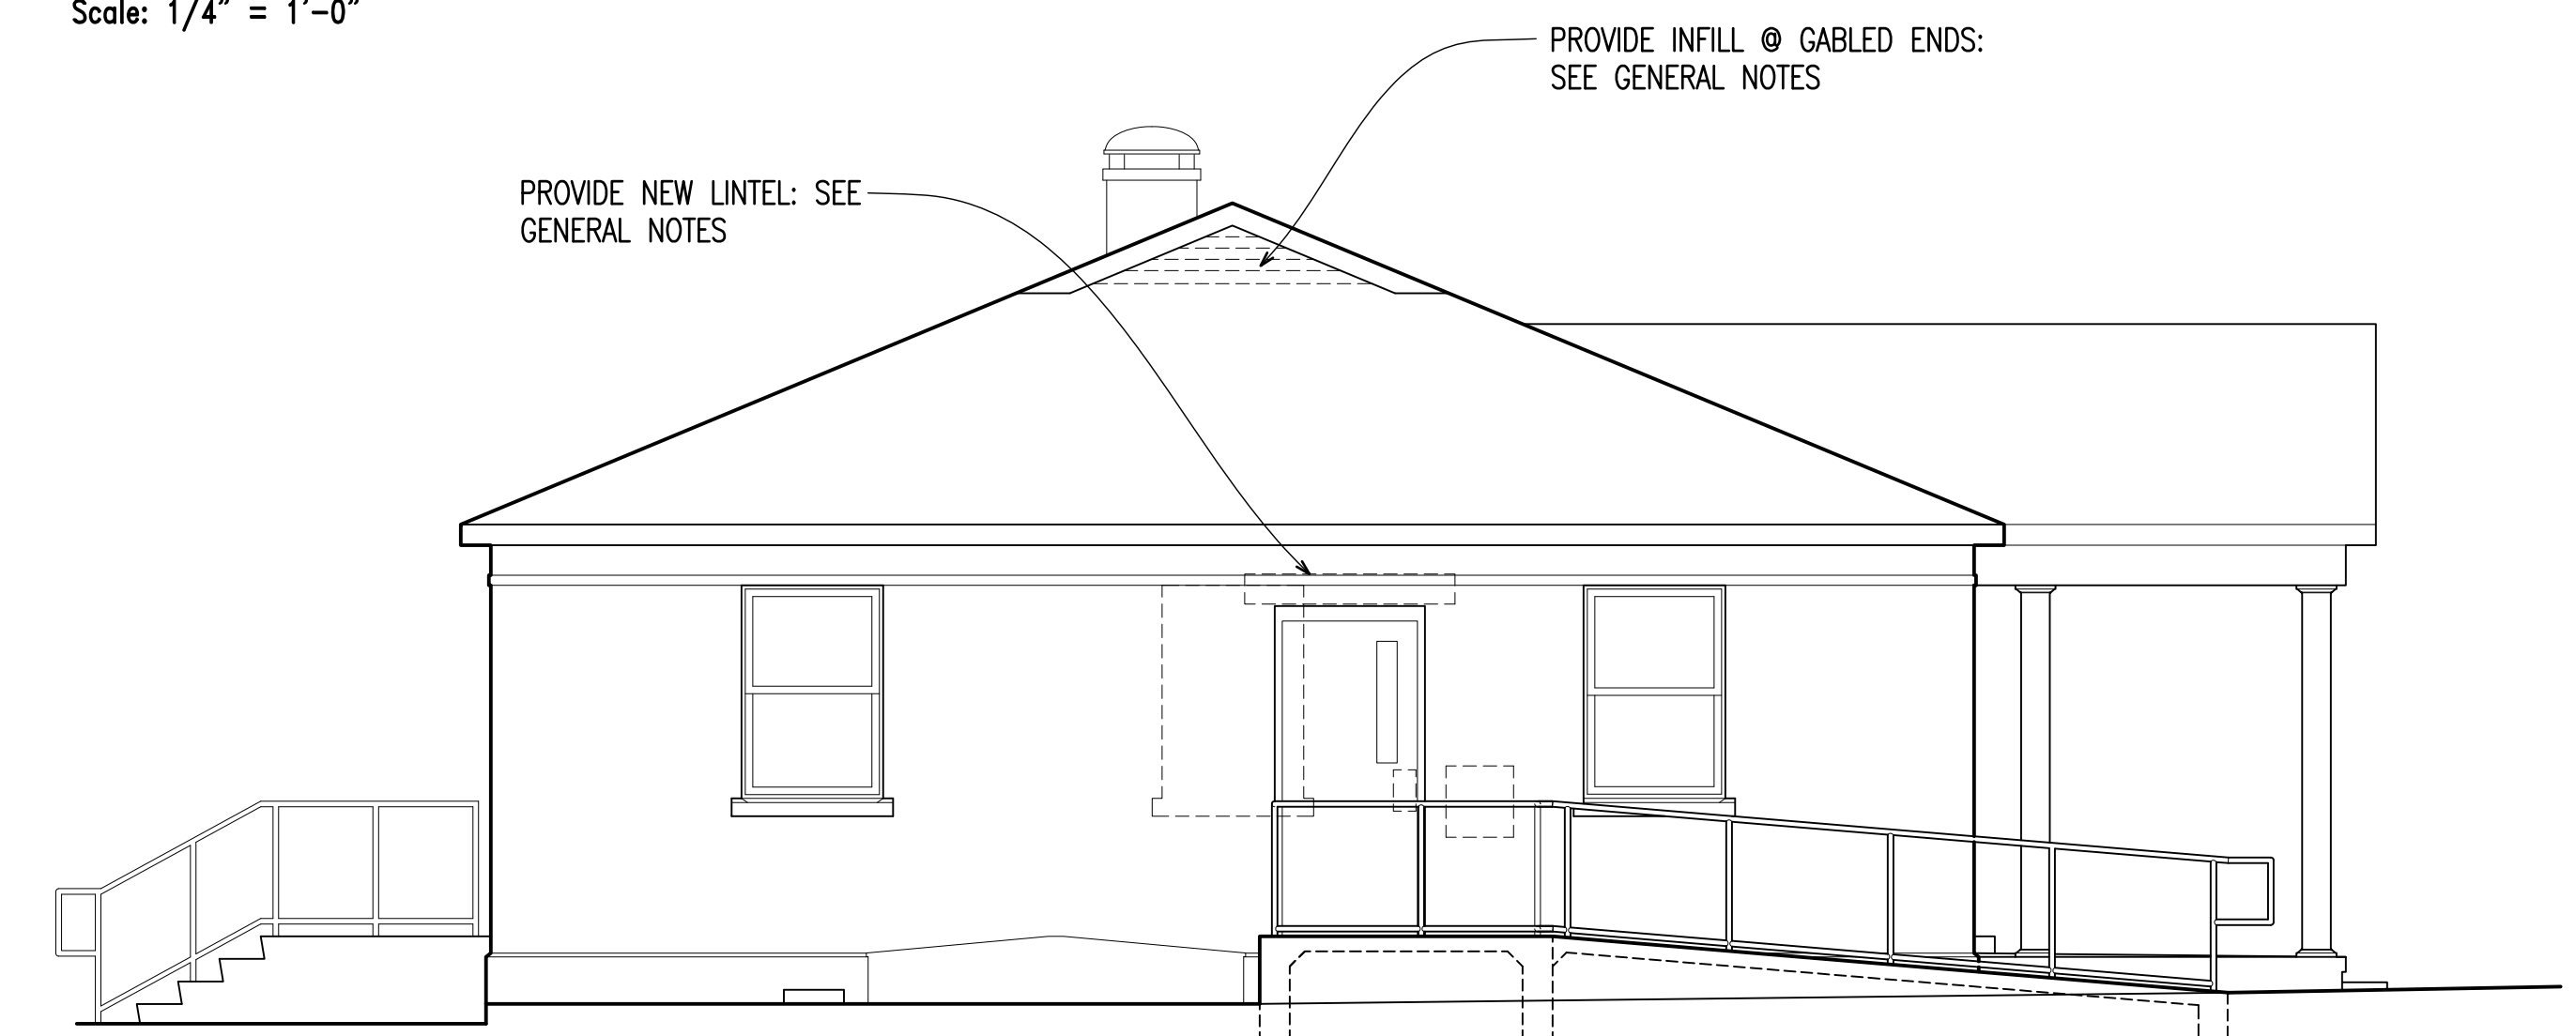 Scale: 1/4" = 1'-0"
PROVIDE INFILL @ GABLED ENDS:
SEE GENERAL NOTES
PROVIDE NEW LINTEL: SEE
GENERAL NOTES